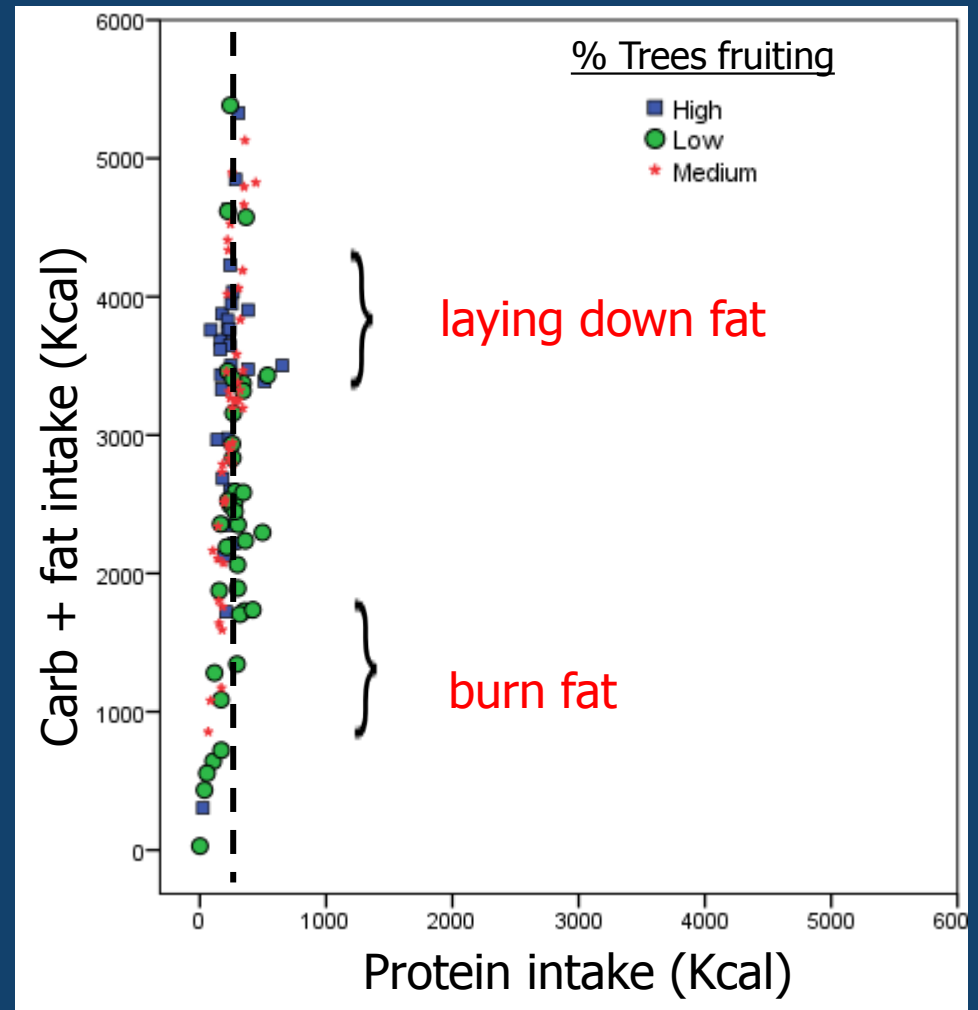 % Trees fruiting
High
Low
Medium
6000
5000
4000
3000
2000
1000
0
Carb + fat intake (Kcal)
laying down fat
burn fat
0
1000
2000
3000
4000
5000
600
Protein intake (Kcal)